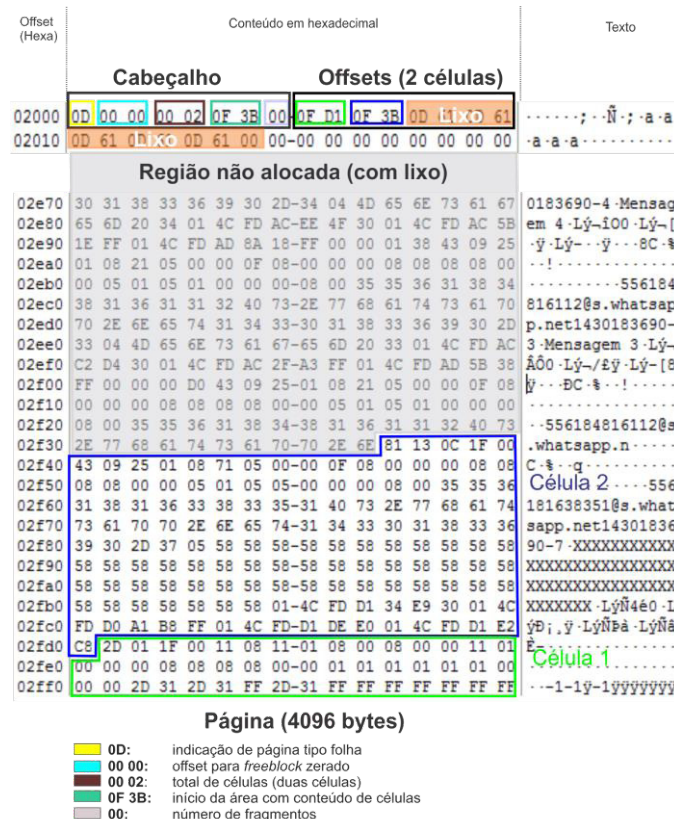 Offset
(Hexa)
Conteúdo em hexadecimal
Texto
Cabeçalho Offsets (2 células)
02000 0D 00 00 00 02 0F 3B 00-0F D1 0F 3B 0D Lixo 61 ······;··Ñ·;·a·a
02010 0D 61 Lixo 0D 61 00 00-00 00 00 00 00 00 00 00 ·a·a·a··········
Região não alocada (com lixo)
02e70 30 31 38 33 36 39 30 2D-34 04 4D 65 6E 73 61 67 0183690-4·Mensag
02e80 65 6D 20 34 01 4C FD AC-EE 4F 30 01 4C FD AC 5B em 4·Lý¬îO0·Lý¬[
02e90 1E FF 01 4C FD AD 8A 18-FF 00 00 01 38 43 09 25 ·ÿ·Lý-··ÿ···8C·%
02ea0 01 08 21 05 00 00 0F 08-00 00 00 08 08 08 08 00 ··!·············
02eb0 00 05 01 05 01 00 00 00-00 08 00 35 35 36 31 38 34 ···········556184
02ec0 38 31 36 31 31 32 40 73-2E 77 68 61 74 73 61 70 816112@s.whatsap
02ed0 70 2E 6E 65 74 31 34 33-30 31 38 33 36 39 30 2D p.net1430183690-
02ee0 33 04 4D 65 6E 73 61 67-65 6D 20 33 01 4C FD AC 3·Mensagem 3·Lý¬
02ef0 C2 D4 30 01 4C FD AC 2F-A3 FF 01 4C FD AD 5B 38 ÂÔ0·Lý¬/£ÿ·Lý-[8
02f00 FF 00 00 00 D0 43 09 25-01 08 21 05 00 00 0F 08 ÿ···ÐC·%··!·····
02f10 00 00 00 08 08 08 08 00-00 05 01 05 01 00 00 00 ················
02f20 08 00 35 35 36 31 38 34-38 31 36 31 31 32 40 73 ··556184816112@s
02f30 2E 77 68 61 74 73 61 70-70 2E 6E 81 13 0C 1F 00 .whatsapp.n·····
02f40 43 09 25 01 08 71 05 00-00 0F 08 00 00 00 08 08 C·%··q··········
02f50 08 08 00 00 05 01 05 05-00 00 00 08 00 35 35 36 Célula 2 ····556
02f60 31 38 31 36 33 38 33 35-31 40 73 2E 77 68 61 74 181638351@s.what
02f70 73 61 70 70 2E 6E 65 74-31 34 33 30 31 38 33 36 sapp.net14301836
02f80 39 30 2D 37 05 58 58 58-58 58 58 58 58 58 58 58 90-7·XXXXXXXXXXX
02f90 58 58 58 58 58 58 58 58-58 58 58 58 58 58 58 58 XXXXXXXXXXXXXXXX
02fa0 58 58 58 58 58 58 58 58-58 58 58 58 58 58 58 58 XXXXXXXXXXXXXXXX
02fb0 58 58 58 58 58 58 58 01-4C FD D1 34 E9 30 01 4C XXXXXXX·LýÑ4é0·L
02fc0 FD D0 A1 B8 FF 01 4C FD-D1 DE E0 01 4C FD D1 E2 ýÐ¡¸ÿ·LýÑÞà·LýÑâ
02fd0 C8 2D 01 1F 00 11 08 11-01 08 00 08 00 00 11 01 È-··············
02fe0 00 00 00 08 08 08 08 00-00 01 01 01 01 01 01 00 Célula 1
02ff0 00 00 2D 31 2D 31 FF 2D-31 FF FF FF FF FF FF FF ··-1-1ÿ-1ÿÿÿÿÿÿÿ
Página (4096 bytes)
0D: indicação de página tipo folha
00 00: offset para freeblock zerado
00 02: total de células (duas células)
0F 3B: início da área com conteúdo de células
00: número de fragmentos